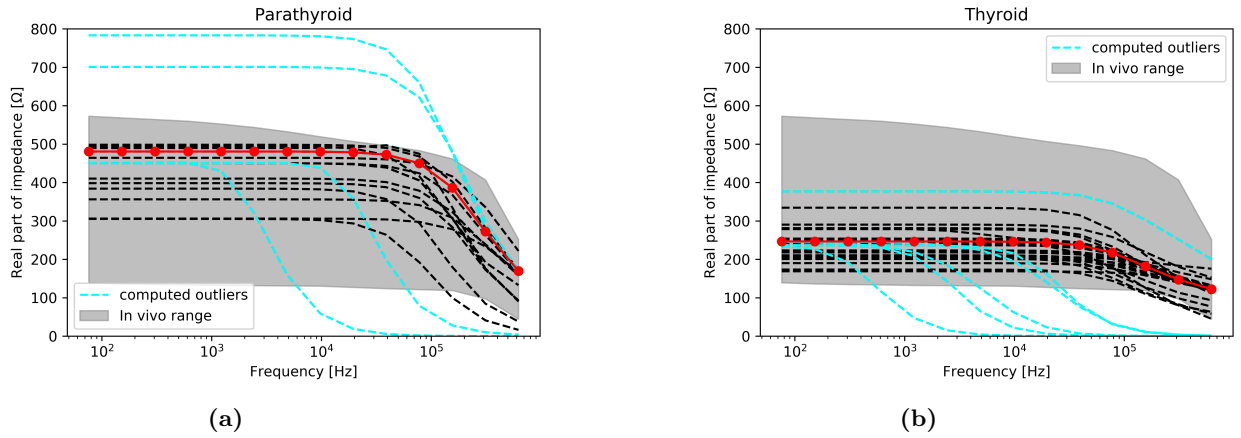 Parathyroid
800
700
600
500
400
300
200
100
0
Real part of impedance [Ω]
computed outliers
In vivo range
10²
10³
10⁴
10⁵
Frequency [Hz]
(a)
Thyroid
800
700
600
500
400
300
200
100
0
Real part of impedance [Ω]
computed outliers
In vivo range
10²
10³
10⁴
10⁵
Frequency [Hz]
(b)